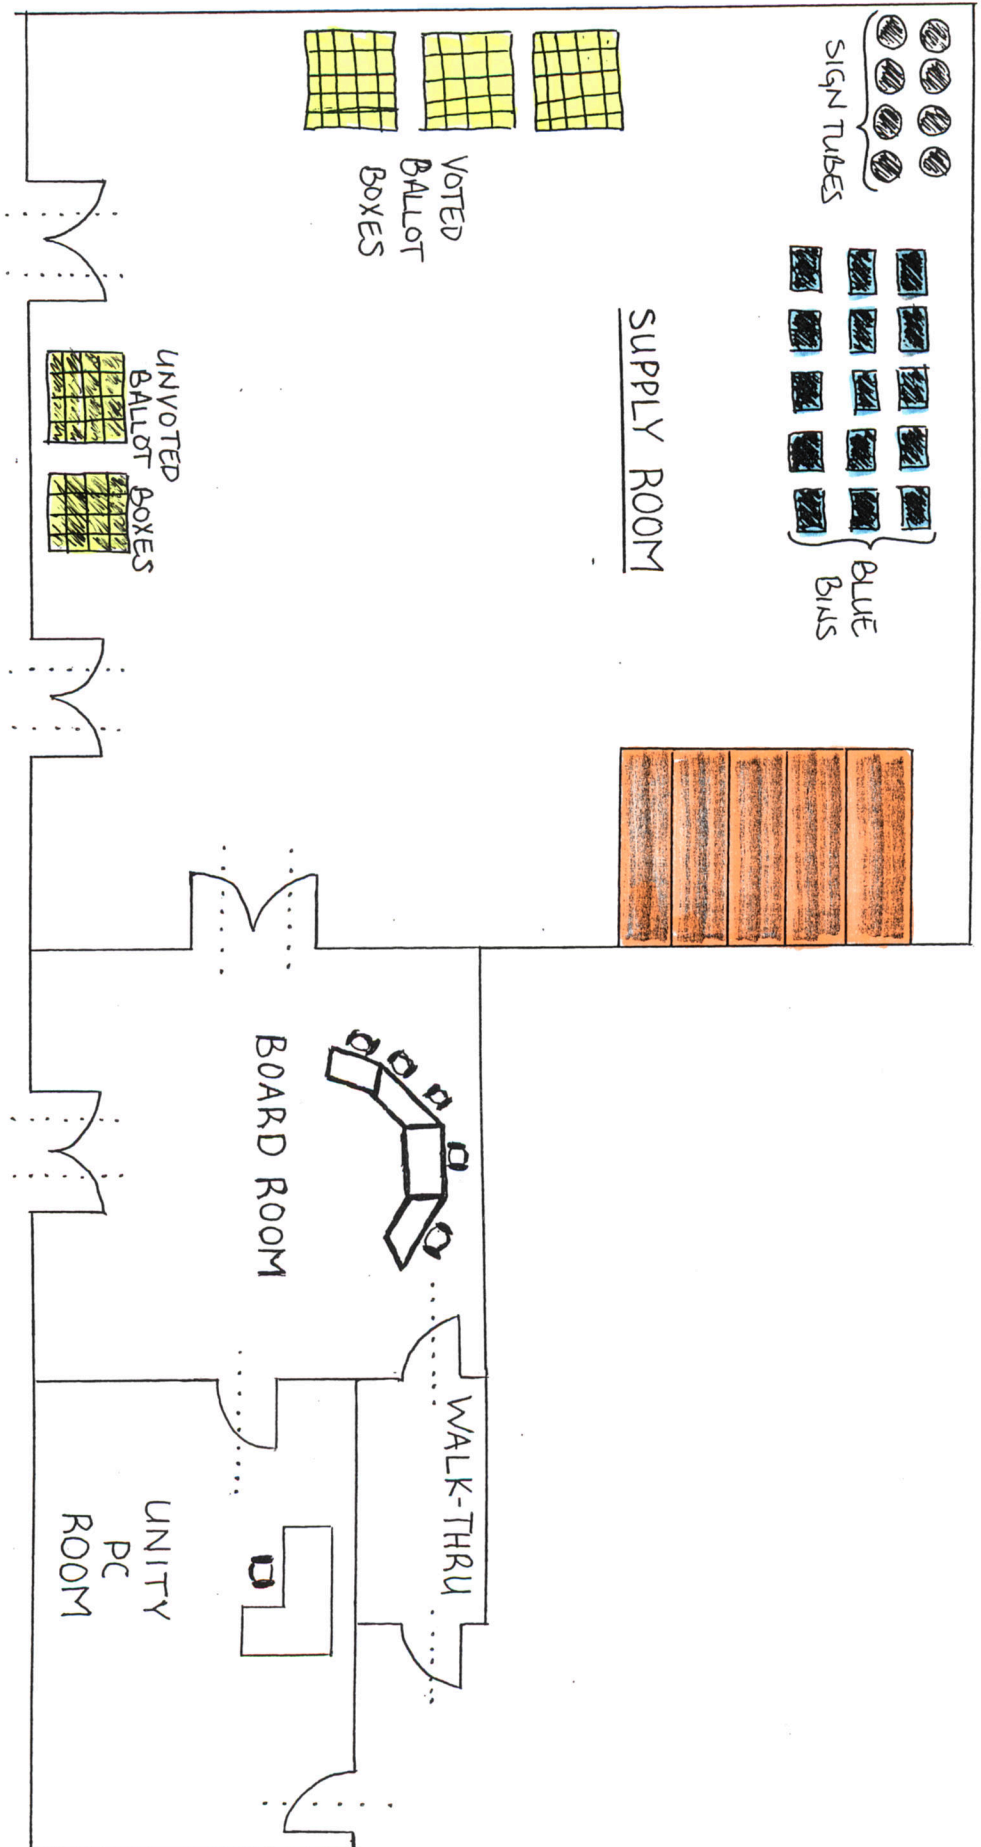 SIGN TUBES
BLUE
BINS
VOTED
BALLOT
BOXES
SUPPLY ROOM
UNVOTED
BALLOT BOXES
BOARD ROOM
WALK-THRU
UNITY
PC
ROOM